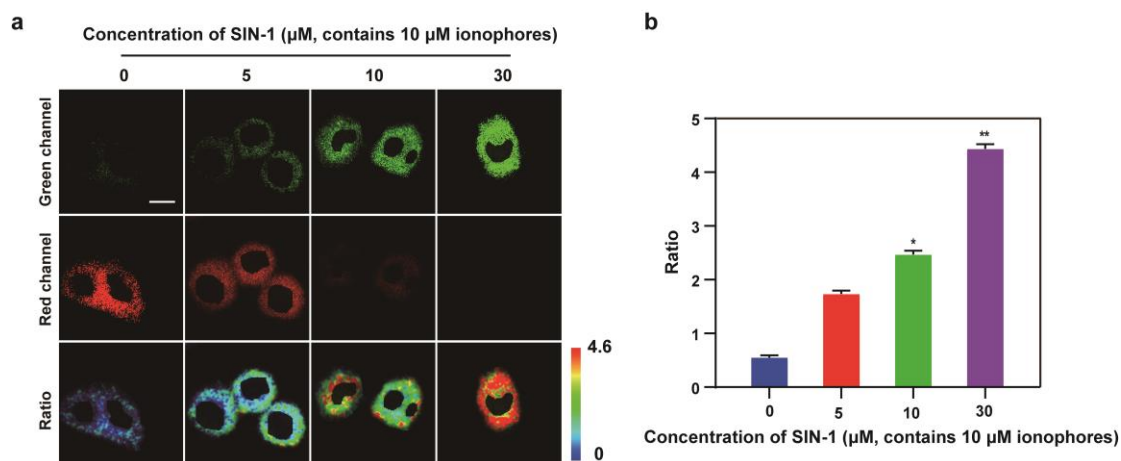 a
Concentration of SIN-1 (µM, contains 10 µM ionophores)
0 5 10 30
Green channel
Red channel
Ratio
4.6
0
b
5
4
3
2
1
0
Ratio
*
**
0 5 10 30
Concentration of SIN-1 (µM, contains 10 µM ionophores)